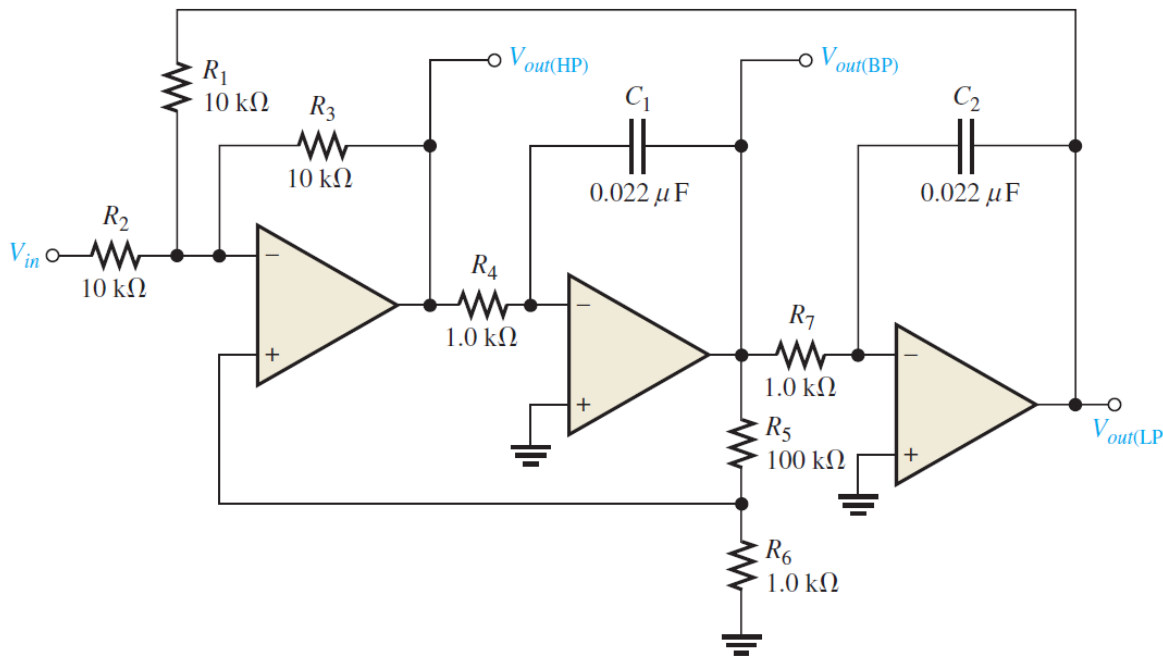 R1
10 kΩ
R3
10 kΩ
Vout(HP)
C1
0.022 μF
Vout(BP)
C2
0.022 μF
R2
Vin
10 kΩ
−
+
R4
1.0 kΩ
−
+
R7
1.0 kΩ
−
+
R5
100 kΩ
Vout(LP
R6
1.0 kΩ